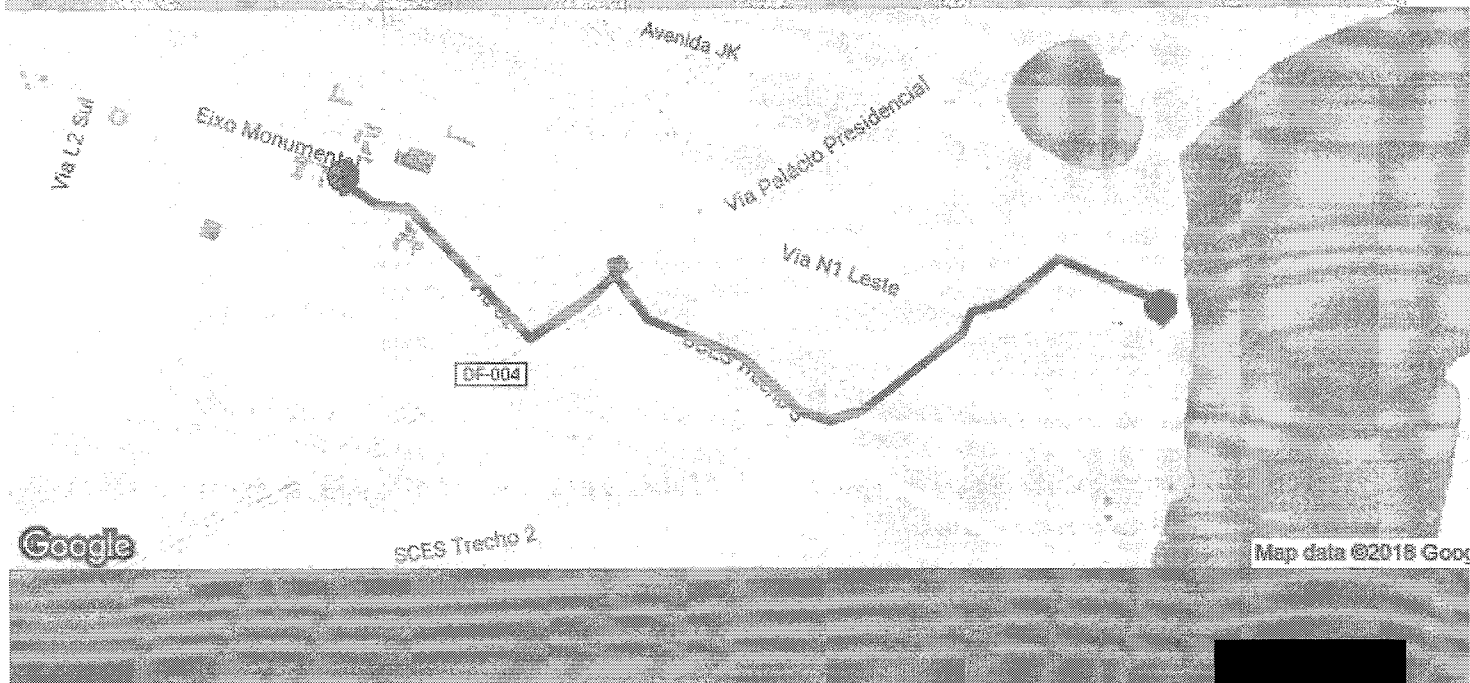 Avenida JK
Via L2 Sul
Eixo Monumental
Via Palácio Presidencial
Via N1 Leste
DF-004
SCES Trecho 2
Google
Map data ©2018 Goog